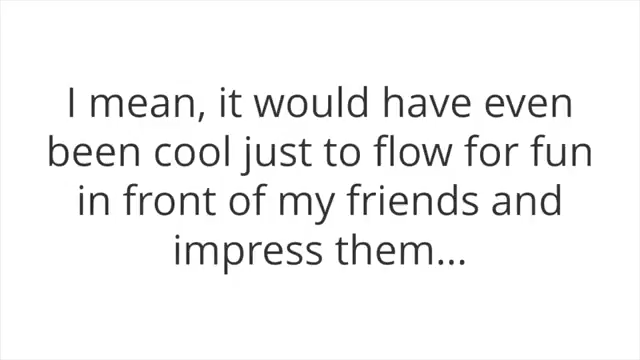 I mean, it would have even
been cool just to flow for fun
in front of my friends and
impress them...